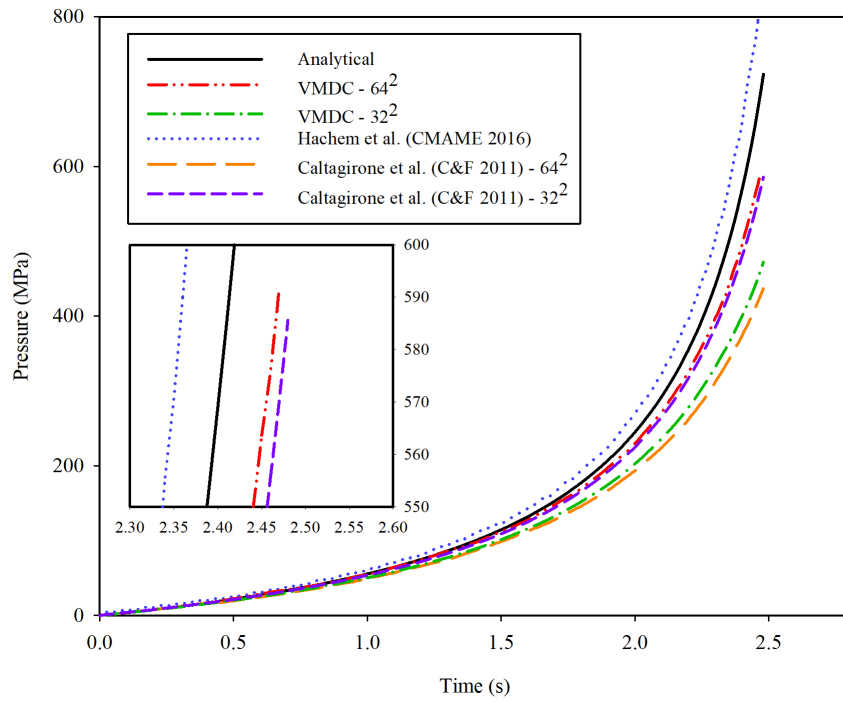 800
600
400
200
0
Pressure (MPa)
Analytical
VMDC - 64²
VMDC - 32²
Hachem et al. (CMAME 2016)
Caltagirone et al. (C&F 2011) - 64²
Caltagirone et al. (C&F 2011) - 32²
600
590
580
570
560
550
2.30 2.35 2.40 2.45 2.50 2.55 2.60
0.0 0.5 1.0 1.5 2.0 2.5
Time (s)